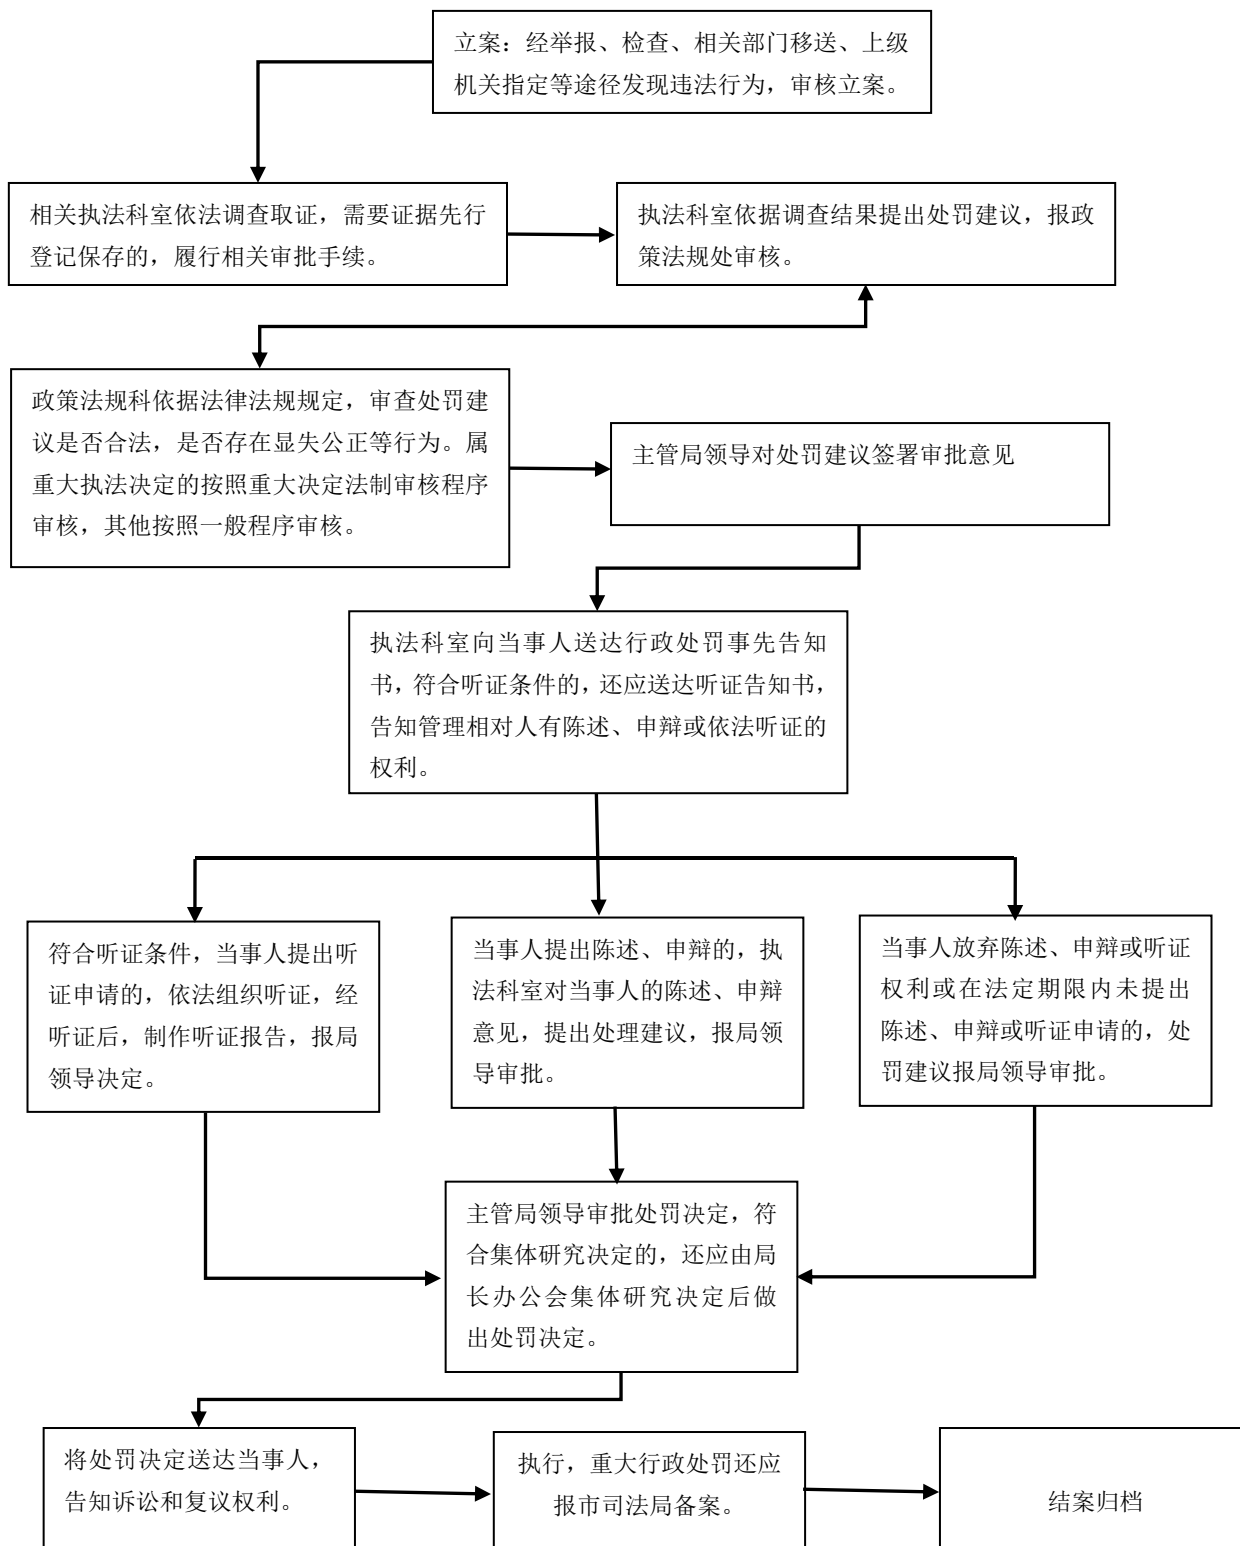 立案：经举报、检查、相关部门移送、上级
机关指定等途径发现违法行为，审核立案。
相关执法科室依法调查取证，需要证据先行
登记保存的，履行相关审批手续。
执法科室依据调查结果提出处罚建议，报政
策法规处审核。
政策法规科依据法律法规规定，审查处罚建
议是否合法，是否存在显失公正等行为。属
重大执法决定的按照重大决定法制审核程序
审核，其他按照一般程序审核。
主管局领导对处罚建议签署审批意见
执法科室向当事人送达行政处罚事先告知
书，符合听证条件的，还应送达听证告知书，
告知管理相对人有陈述、申辩或依法听证的
权利。
符合听证条件，当事人提出听
证申请的，依法组织听证，经
听证后，制作听证报告，报局
领导决定。
当事人提出陈述、申辩的，执
法科室对当事人的陈述、申辩
意见，提出处理建议，报局领
导审批。
当事人放弃陈述、申辩或听证
权利或在法定期限内未提出
陈述、申辩或听证申请的，处
罚建议报局领导审批。
主管局领导审批处罚决定，符
合集体研究决定的，还应由局
长办公会集体研究决定后做
出处罚决定。
将处罚决定送达当事人，
告知诉讼和复议权利。
执行，重大行政处罚还应
报市司法局备案。
结案归档